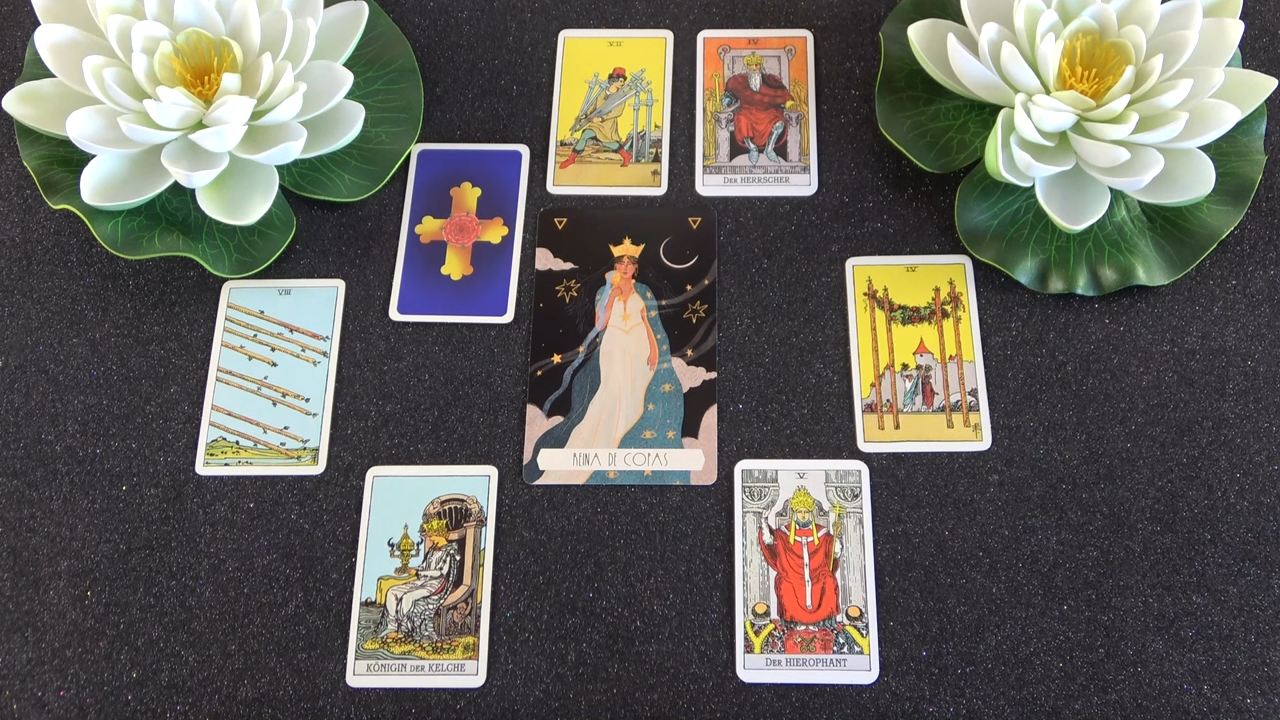 VII
IV
DER HERRSCHER
VIII
REINA DE COPAS
IV
KÖNIGIN DER KELCHE
V
DER HIEROPHANT